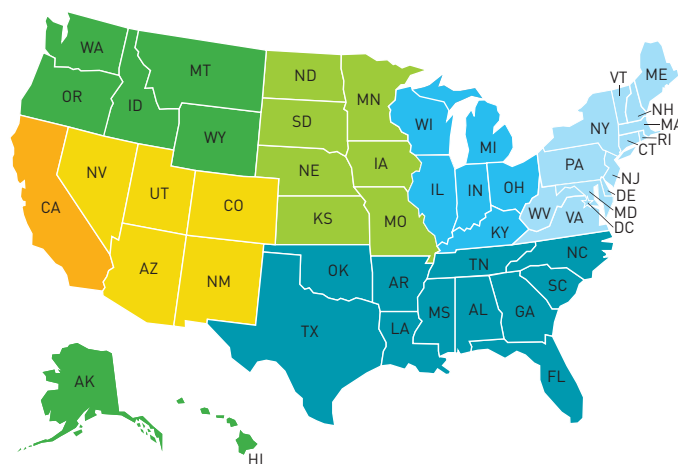 WA
MT
ND
MN
VT
ME
OR
ID
WI
NH
SD
MI
NY
MA
WY
RI
CT
IA
PA
NV
NE
NJ
UT
IL
IN
OH
DE
CA
CO
KS
MO
WV
VA
MD
DC
KY
NC
AZ
NM
OK
AR
TN
SC
TX
LA
MS
AL
GA
FL
AK
HI